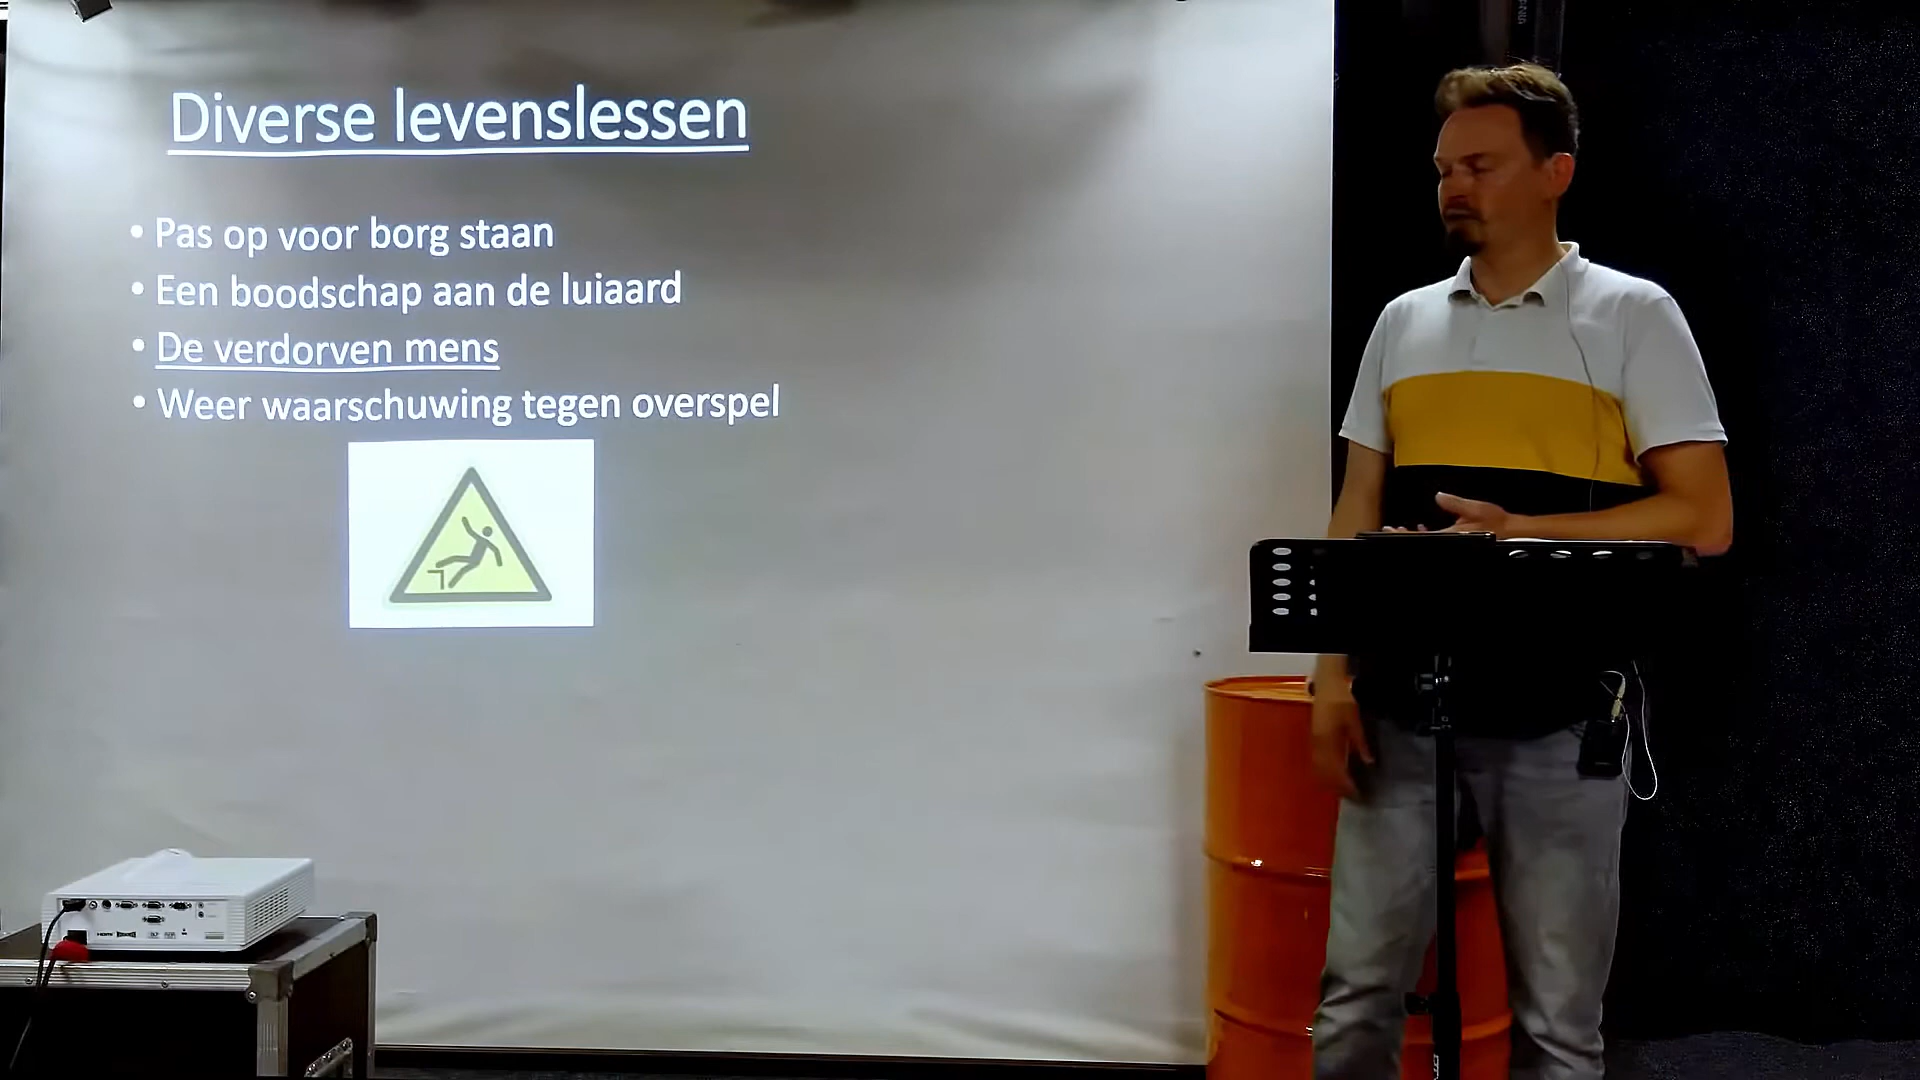 Diverse levenslessen
• Pas op voor borg staan
• Een boodschap aan de luiaard
• De verdorven mens
• Weer waarschuwing tegen overspel